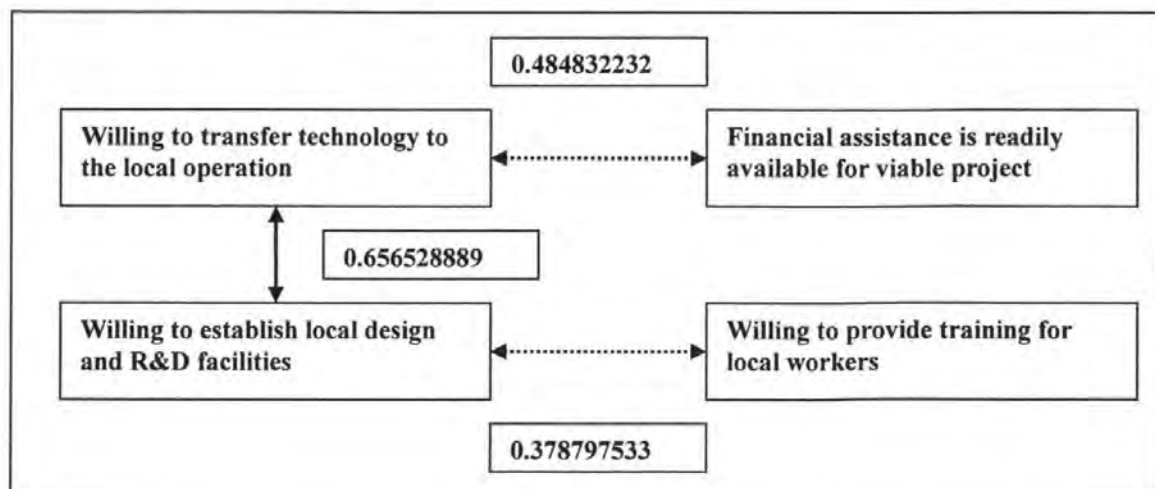 0.484832232
Willing to transfer technology to
the local operation
Financial assistance is readily
available for viable project
0.656528889
Willing to establish local design
and R&D facilities
Willing to provide training for
local workers
0.378797533